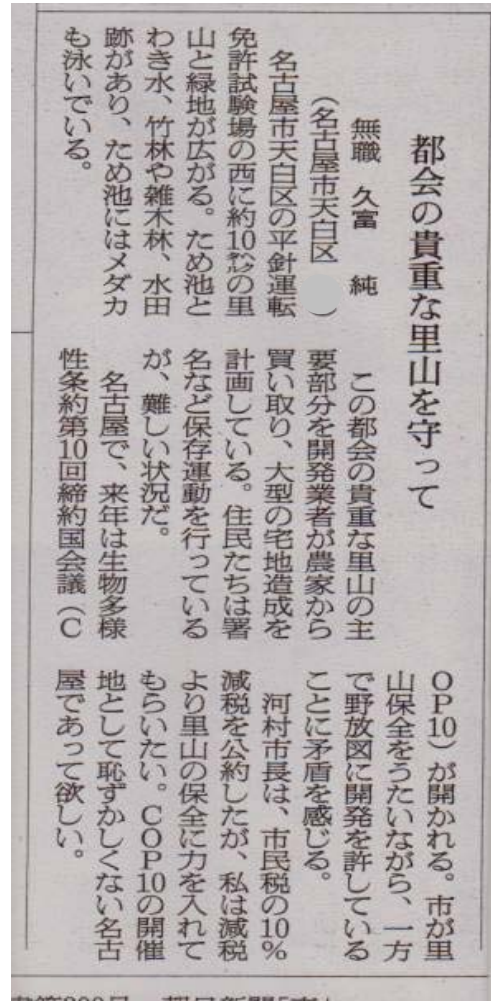 都会の貴重な里山を守って
無職 久富 純
(名古屋市天白区 )
名古屋市天白区の平針運転
免許試験場の西に約10㌶の里
山と緑地が広がる。ため池と
わき水、竹林や雑木林、水田
跡があり、ため池にはメダカ
も泳いでいる。
この都会の貴重な里山の主
要部分を開発業者が農家から
買い取り、大型の宅地造成を
計画している。住民たちは署
名など保存運動を行っている
が、難しい状況だ。
名古屋で、来年は生物多様
性条約第10回締約国会議(C
OP10)が開かれる。市が里
山保全をうたいながら、一方
で野放図に開発を許している
ことに矛盾を感じる。
河村市長は、市民税の10%
減税を公約したが、私は減税
より里山の保全に力を入れて
もらいたい。COP10の開催
地として恥ずかしくない名古
屋であって欲しい。